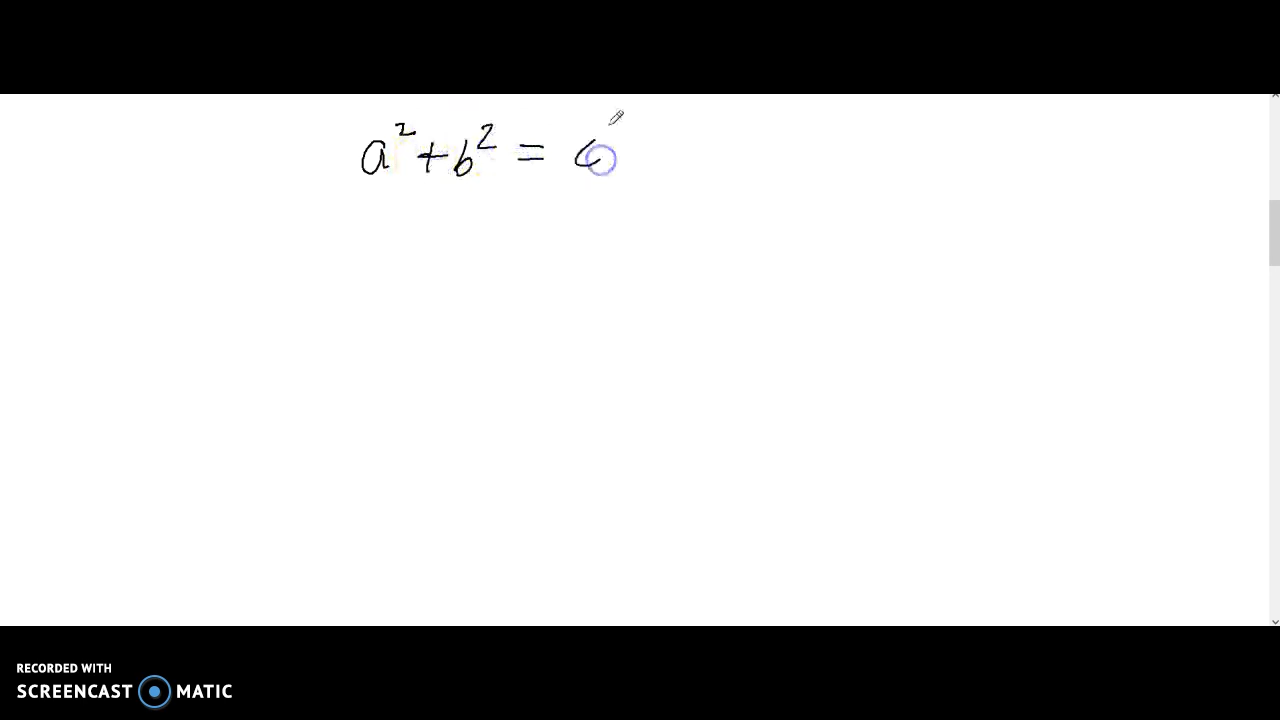 a² + b² = c
RECORDED WITH
SCREENCAST MATIC